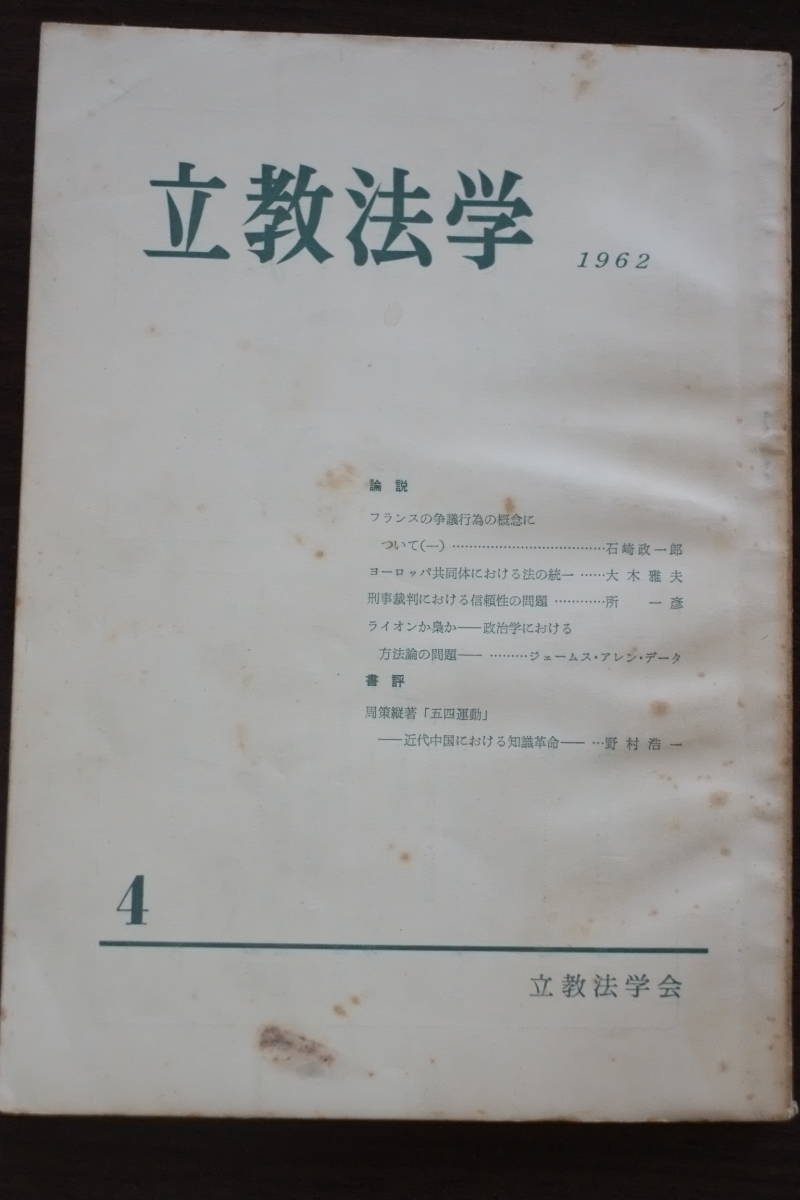 立教法学
1962
論説
フランスの争議行為の概念に
ついて(一) ……………………………… 石崎政一郎
ヨーロッパ共同体における法の統一 …… 大木雅夫
刑事裁判における信頼性の問題 ………… 所 一彦
ライオンか梟か――政治学における
方法論の問題―― ……… ジェームス・アレン・データ
書評
周策縦著「五四運動」
――近代中国における知識革命―― … 野村浩一
4
立教法学会